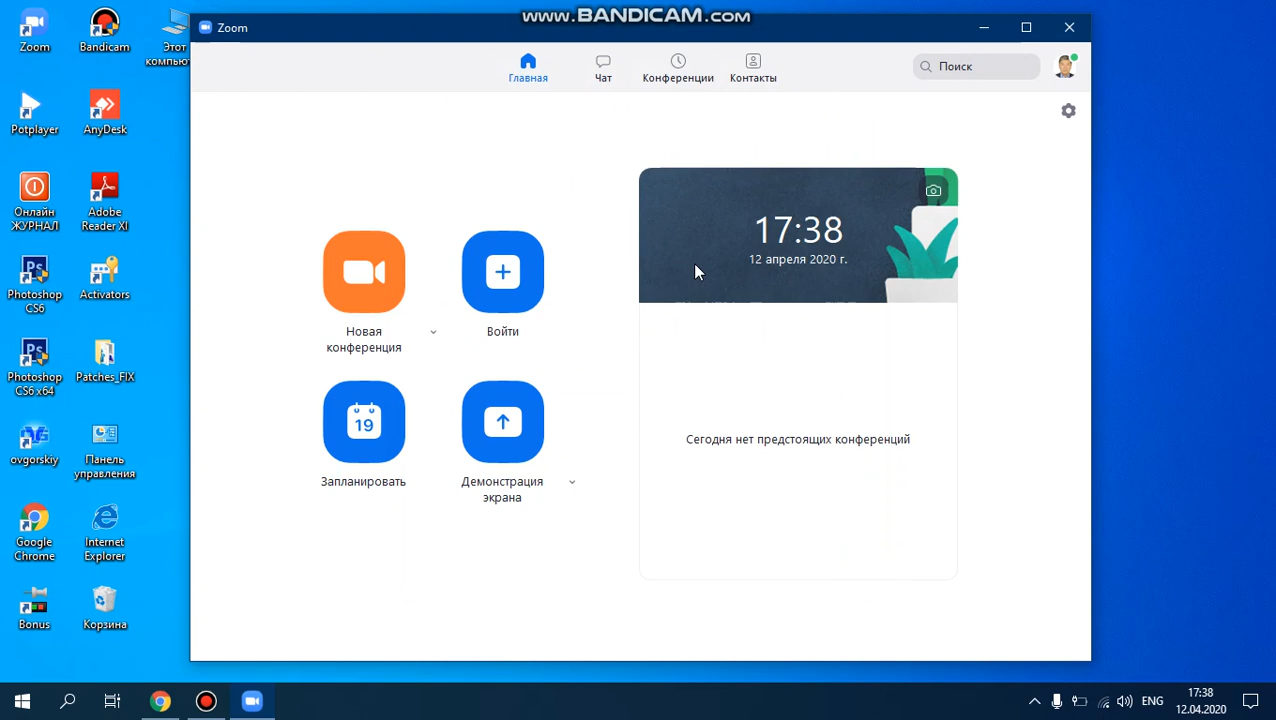 www.BANDICAM.com
Zoom
Bandicam
Этот
компьют
Potplayer
AnyDesk
Онлайн
ЖУРНАЛ
Adobe
Reader XI
Photoshop
CS6
Activators
Photoshop
CS6 x64
Patches_FIX
ovgorskiy
Панель
управления
Google
Chrome
Internet
Explorer
Bonus
Корзина
Zoom
Главная
Чат
Конференции
Контакты
Поиск
Новая
конференция
Войти
19
Запланировать
Демонстрация
экрана
17:38
12 апреля 2020 г.
Сегодня нет предстоящих конференций
ENG
17:38
12.04.2020